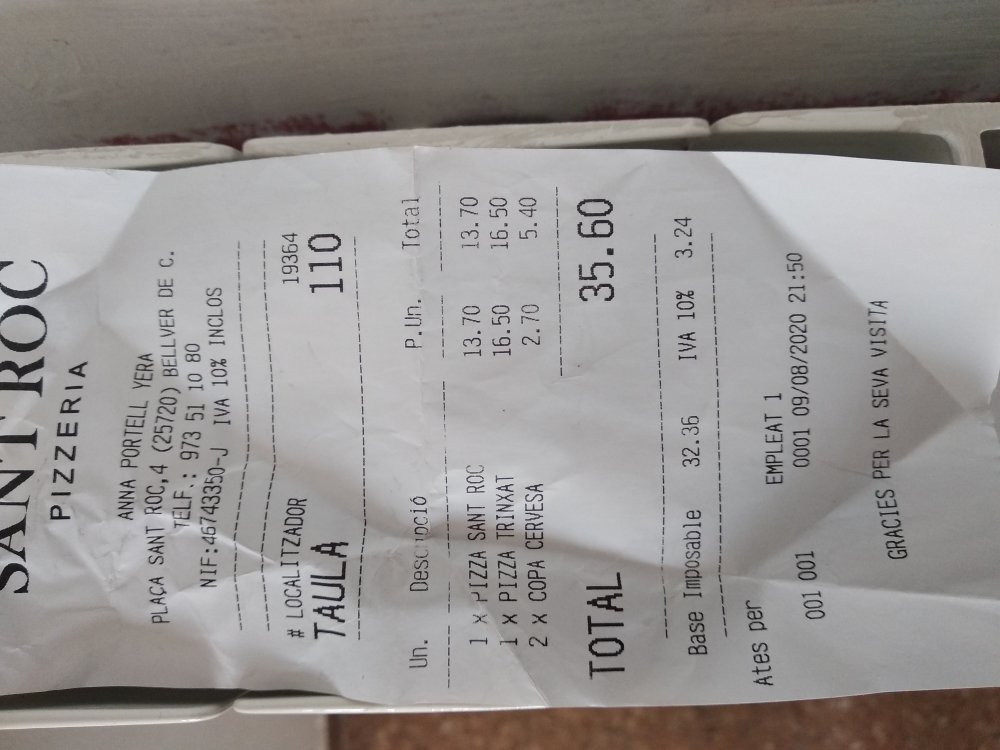 SANT ROC
PIZZERIA
ANNA PORTELL YERA
PLAÇA SANT ROC,4 (25720) BELLVER DE C.
TELF.: 973 51 10 80
NIF:46743350-J IVA 10% INCLOS
# LOCALITZADOR 19364
TAULA 110
Un. Descripció P.Un. Total
1 x PIZZA SANT ROC 13.70 13.70
1 x PIZZA TRINXAT 16.50 16.50
2 x COPA CERVESA 2.70 5.40
TOTAL 35.60
Base Imposable 32.36 IVA 10% 3.24
Ates per EMPLEAT 1
001 001 0001 09/08/2020 21:50
GRACIES PER LA SEVA VISITA